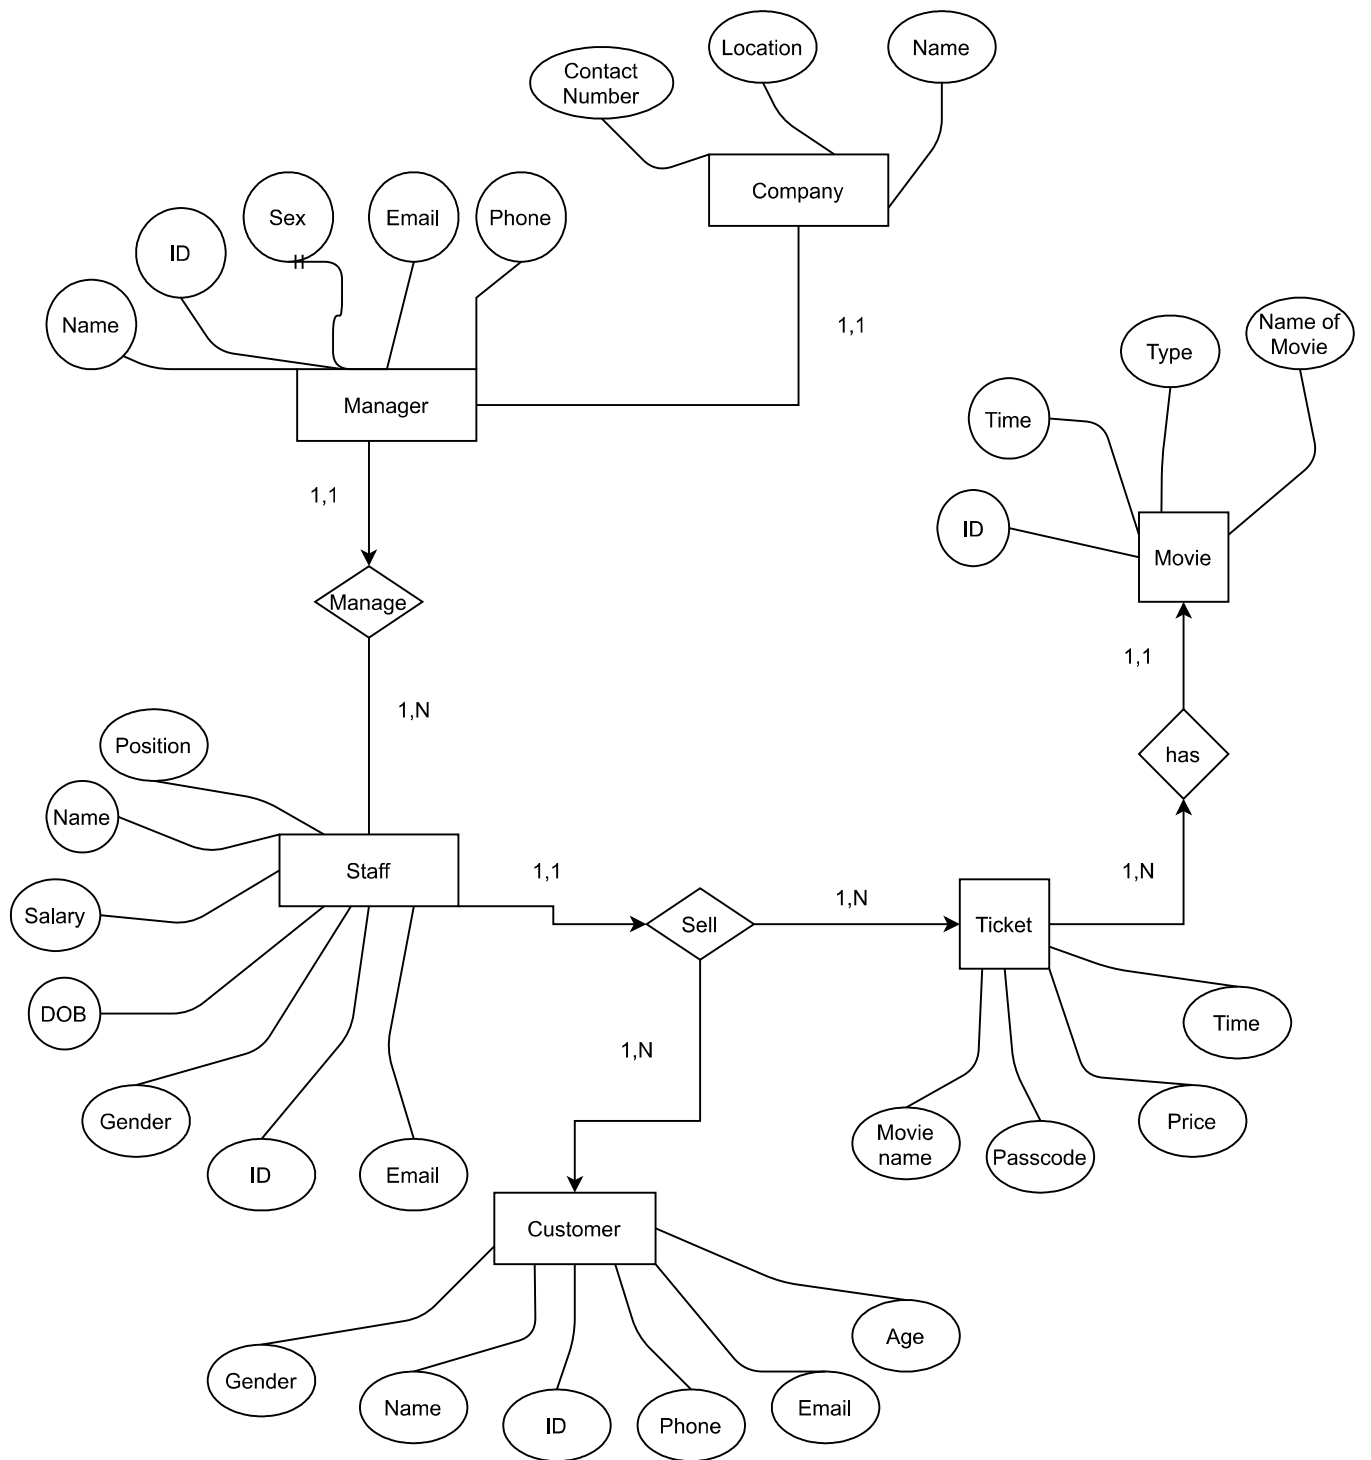 Location
Name
Contact
Number
Company
Sex
Email
Phone
ID
Name
1,1
Name of
Movie
Type
Manager
Time
1,1
ID
Movie
Manage
1,1
1,N
Position
has
Name
Staff
1,1
1,N
1,N
Salary
Sell
Ticket
DOB
Time
1,N
Gender
Price
Movie
name
Passcode
ID
Email
Customer
Age
Gender
Name
Email
ID
Phone